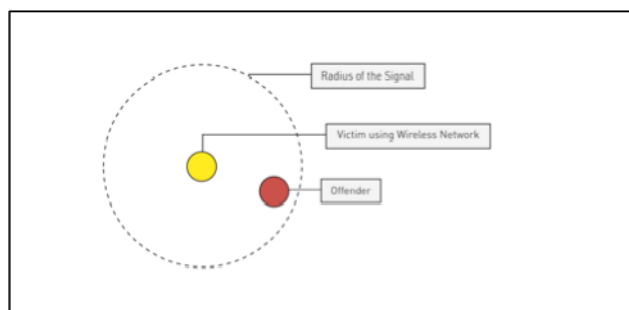 Radius of the Signal
Victim using Wireless Network
Offender